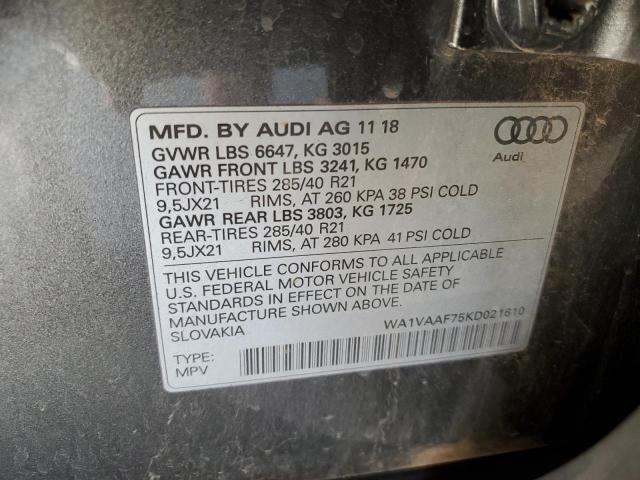 MFD. BY AUDI AG 11 18
GVWR LBS 6647, KG 3015
GAWR FRONT LBS 3241, KG 1470
FRONT-TIRES 285/40 R21
9,5JX21 RIMS, AT 260 KPA 38 PSI COLD
GAWR REAR LBS 3803, KG 1725
REAR-TIRES 285/40 R21
9,5JX21 RIMS, AT 280 KPA 41 PSI COLD
Audi
THIS VEHICLE CONFORMS TO ALL APPLICABLE
U.S. FEDERAL MOTOR VEHICLE SAFETY
STANDARDS IN EFFECT ON THE DATE OF
MANUFACTURE SHOWN ABOVE.
SLOVAKIA
WA1VAAF75KD021610
TYPE:
MPV